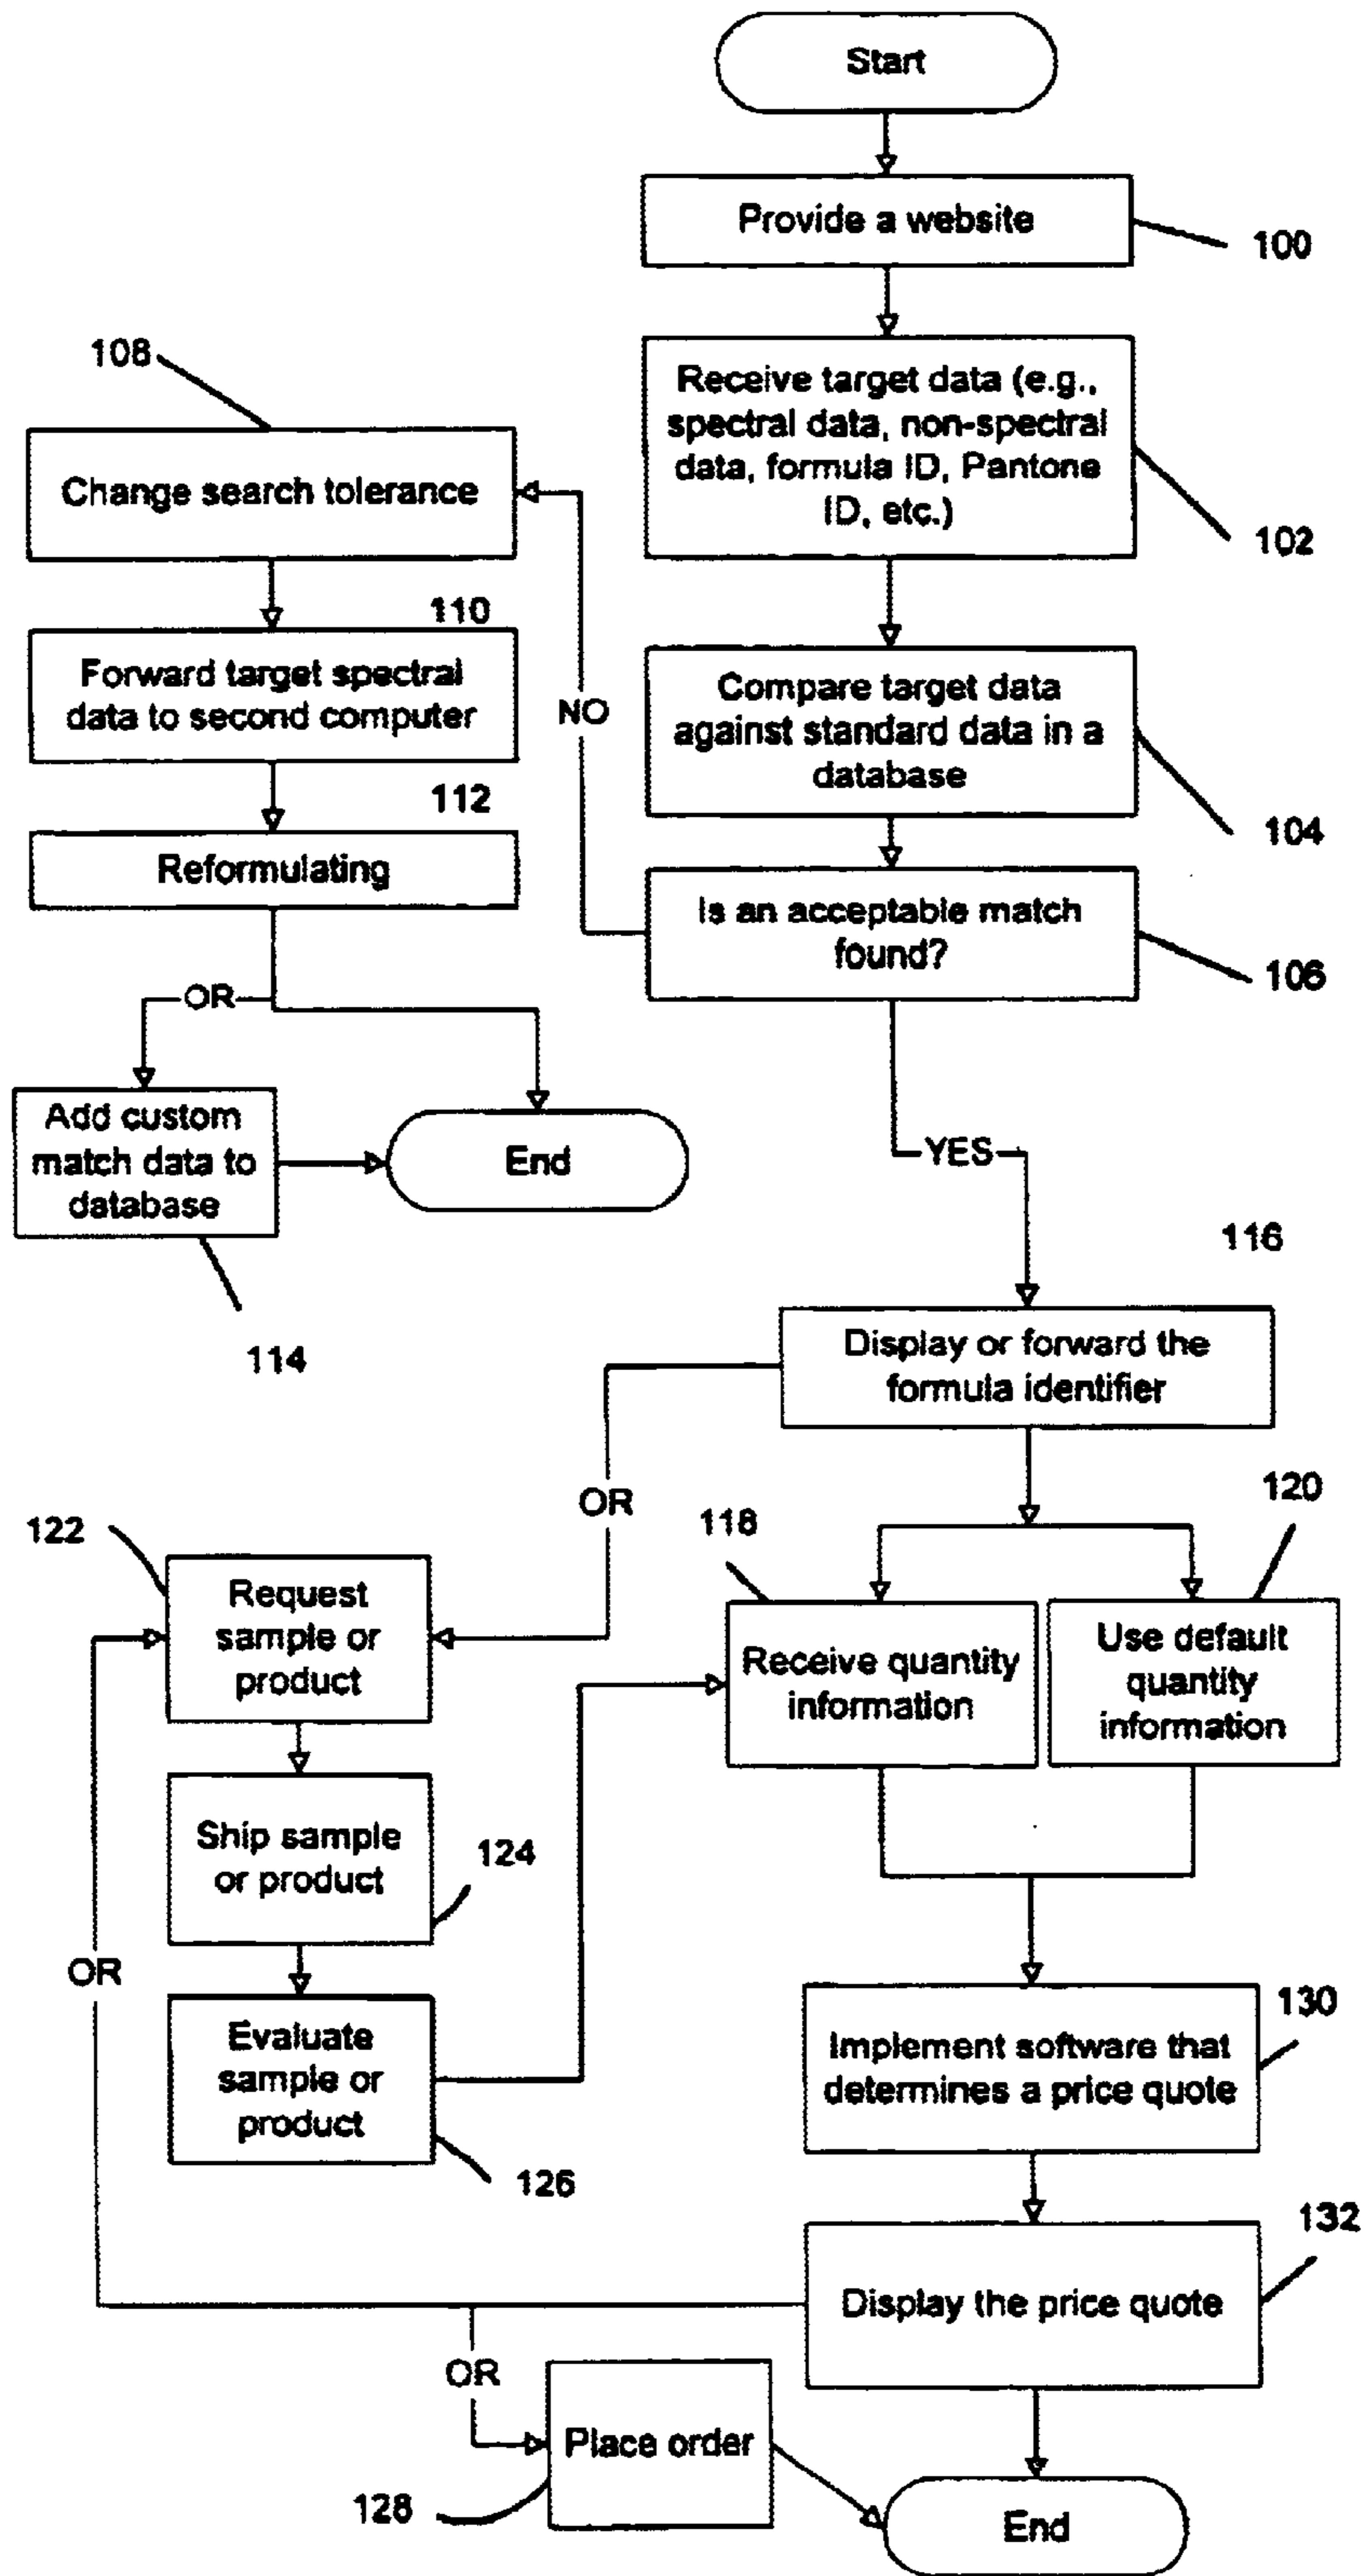 Start
Provide a website
100
Receive target data (e.g.,
spectral data, non-spectral
data, formula ID, Pantone
ID, etc.)
102
108
Change search tolerance
110
Forward target spectral
data to second computer
NO
Compare target data
against standard data in a
database
104
112
Reformulating
Is an acceptable match
found?
106
OR
Add custom
match data to
database
End
YES
114
116
Display or forward the
formula identifier
OR
118
120
122
Request
sample or
product
Receive quantity
information
Use default
quantity
information
Ship sample
or product
124
OR
Evaluate
sample or
product
126
130
Implement software that
determines a price quote
132
Display the price quote
OR
Place order
128
End